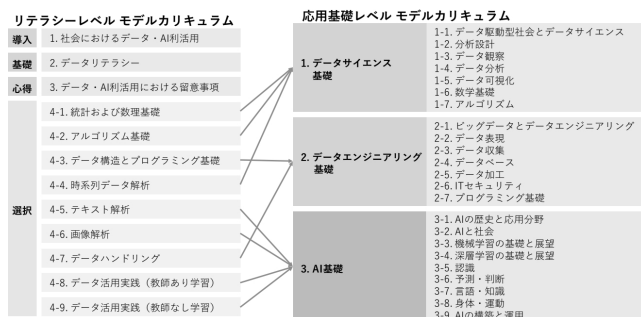 リテラシーレベル モデルカリキュラム
導入
1. 社会におけるデータ・AI利活用
基礎
2. データリテラシー
心得
3. データ・AI利活用における留意事項
選択
4-1. 統計および数理基礎
4-2. アルゴリズム基礎
4-3. データ構造とプログラミング基礎
4-4. 時系列データ解析
4-5. テキスト解析
4-6. 画像解析
4-7. データハンドリング
4-8. データ活用実践（教師あり学習）
4-9. データ活用実践（教師なし学習）
応用基礎レベル モデルカリキュラム
1. データサイエンス
基礎
1-1. データ駆動型社会とデータサイエンス
1-2. 分析設計
1-3. データ観察
1-4. データ分析
1-5. データ可視化
1-6. 数学基礎
1-7. アルゴリズム
2. データエンジニアリング
基礎
2-1. ビッグデータとデータエンジニアリング
2-2. データ表現
2-3. データ収集
2-4. データベース
2-5. データ加工
2-6. ITセキュリティ
2-7. プログラミング基礎
3. AI基礎
3-1. AIの歴史と応用分野
3-2. AIと社会
3-3. 機械学習の基礎と展望
3-4. 深層学習の基礎と展望
3-5. 認識
3-6. 予測・判断
3-7. 言語・知識
3-8. 身体・運動
3-9. AIの構築と運用